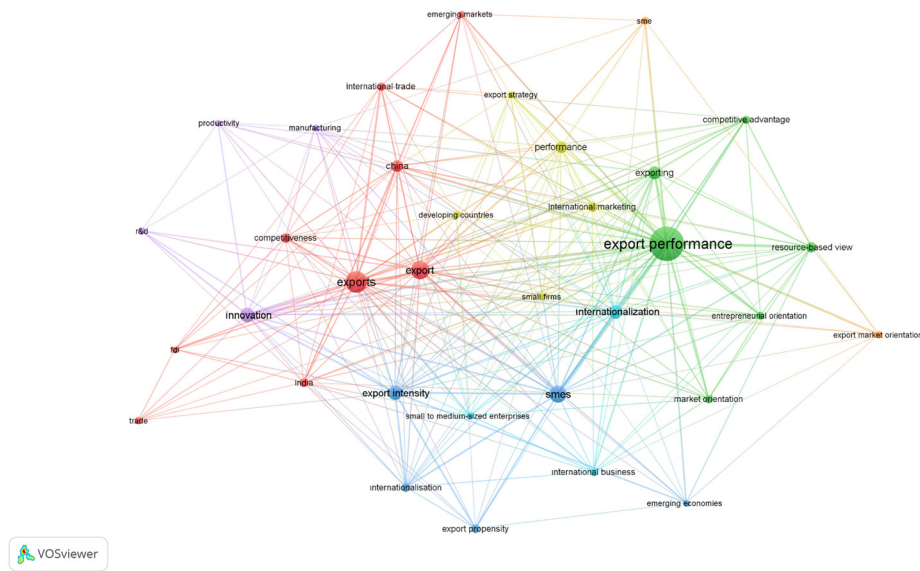 emerging markets
sme
international trade
export strategy
productivity
manufacturing
competitive advantage
performance
china
exporting
developing countries
international marketing
r&d
competitiveness
export performance
resource-based view
export
exports
small firms
innovation
internationalization
entrepreneurial orientation
export market orientation
fdi
india
export intensity
smes
market orientation
small to medium-sized enterprises
trade
international business
internationalisation
emerging economies
export propensity
VOSviewer